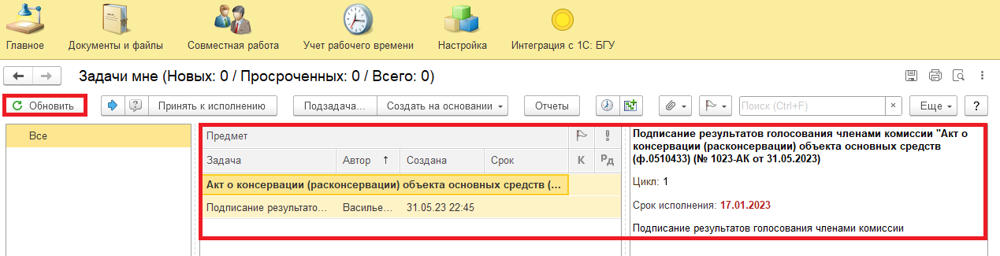 Главное Документы и файлы Совместная работа Учет рабочего времени Настройка Интеграция с 1С: БГУ
Задачи мне (Новых: 0 / Просроченных: 0 / Всего: 0)
Обновить Принять к исполнению Подзадача... Создать на основании Отчеты Поиск (Ctrl+F) × Еще ?
Все
Предмет
Задача Автор ↑ Создана Срок К Рд
Акт о консервации (расконсервации) объекта основных средств (...
Подписание результато... Василье... 31.05.23 22:45
Подписание результатов голосования членами комиссии "Акт о
консервации (расконсервации) объекта основных средств
(ф.0510433) (№ 1023-АК от 31.05.2023)
Цикл: 1
Срок исполнения: 17.01.2023
Подписание результатов голосования членами комиссии